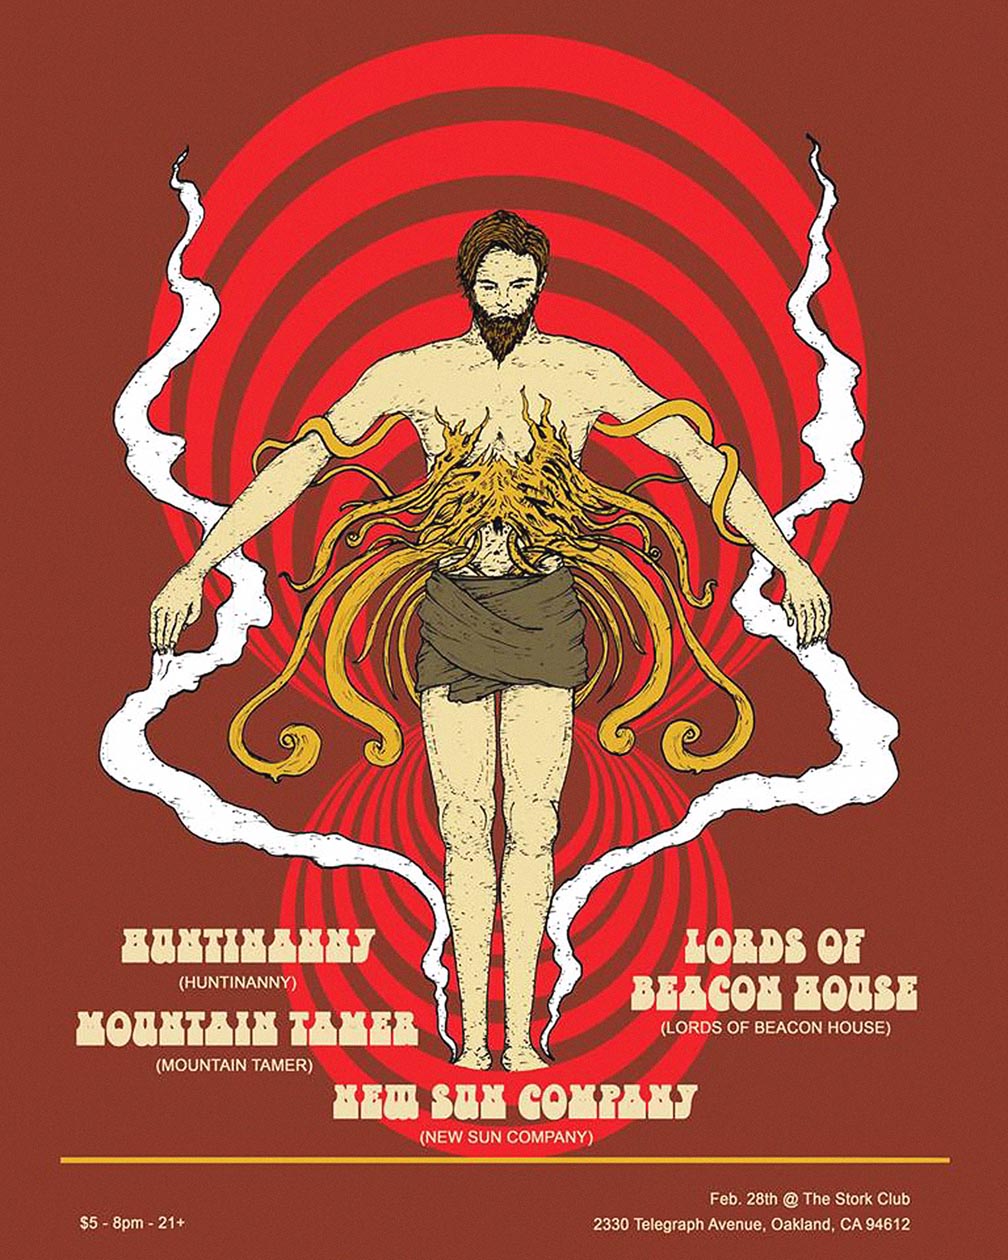 HUNTINANNY
(HUNTINANNY)
MOUNTAIN TAMER
(MOUNTAIN TAMER)
LORDS OF
BEACON HOUSE
(LORDS OF BEACON HOUSE)
NEW SUN COMPANY
(NEW SUN COMPANY)
$5 - 8pm - 21+
Feb. 28th @ The Stork Club
2330 Telegraph Avenue, Oakland, CA 94612